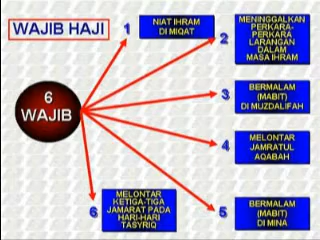 WAJIB HAJI
6
WAJIB
1
NIAT IHRAM
DI MIQAT
2
MENINGGALKAN
PERKARA-
PERKARA
LARANGAN
DALAM
MASA IHRAM
3
BERMALAM
(MABIT)
DI MUZDALIFAH
4
MELONTAR
JAMRATUL
AQABAH
5
BERMALAM
(MABIT)
DI MINA
6
MELONTAR
KETIGA-TIGA
JAMARAT PADA
HARI-HARI
TASYRIQ